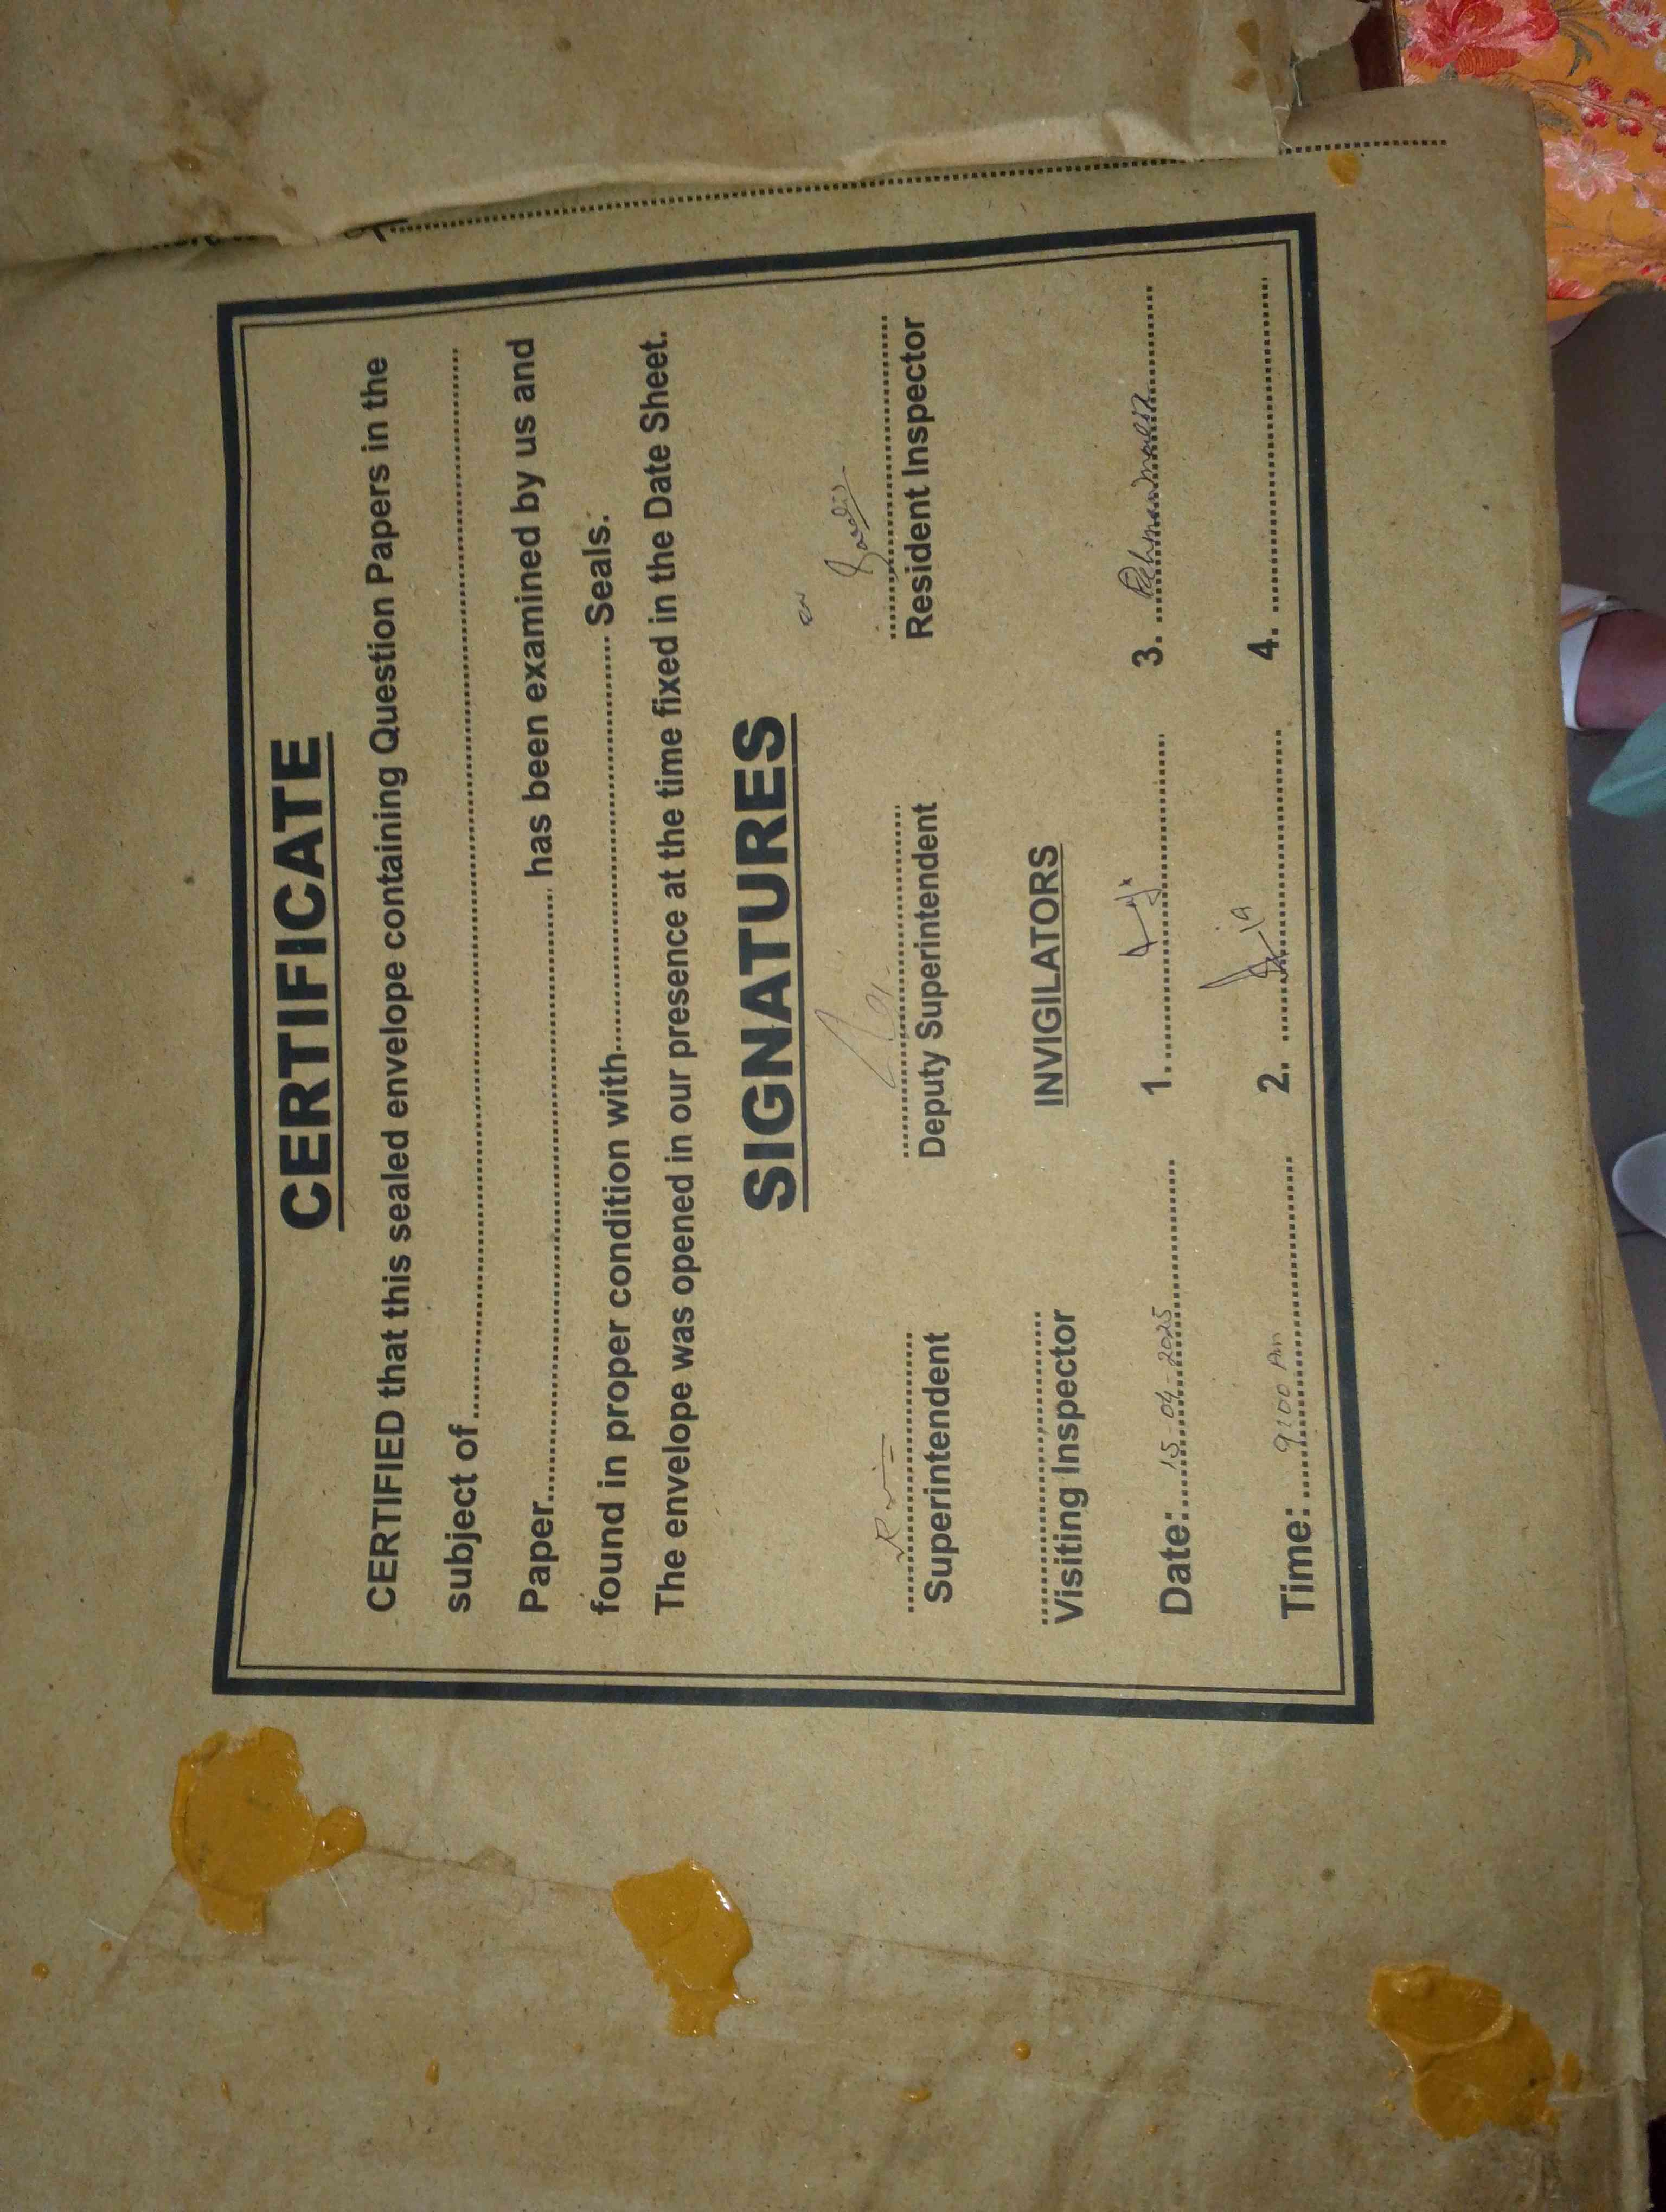 CERTIFICATE
CERTIFIED that this sealed envelope containing Question Papers in the
subject of....................
Paper.................... has been examined by us and
found in proper condition with.................... Seals.
The envelope was opened in our presence at the time fixed in the Date Sheet.
SIGNATURES
Superintendent Deputy Superintendent Resident Inspector
Visiting Inspector INVIGILATORS
Date: 15-04-2025 1. 3.
Time: 9:00 Am 2. 4.